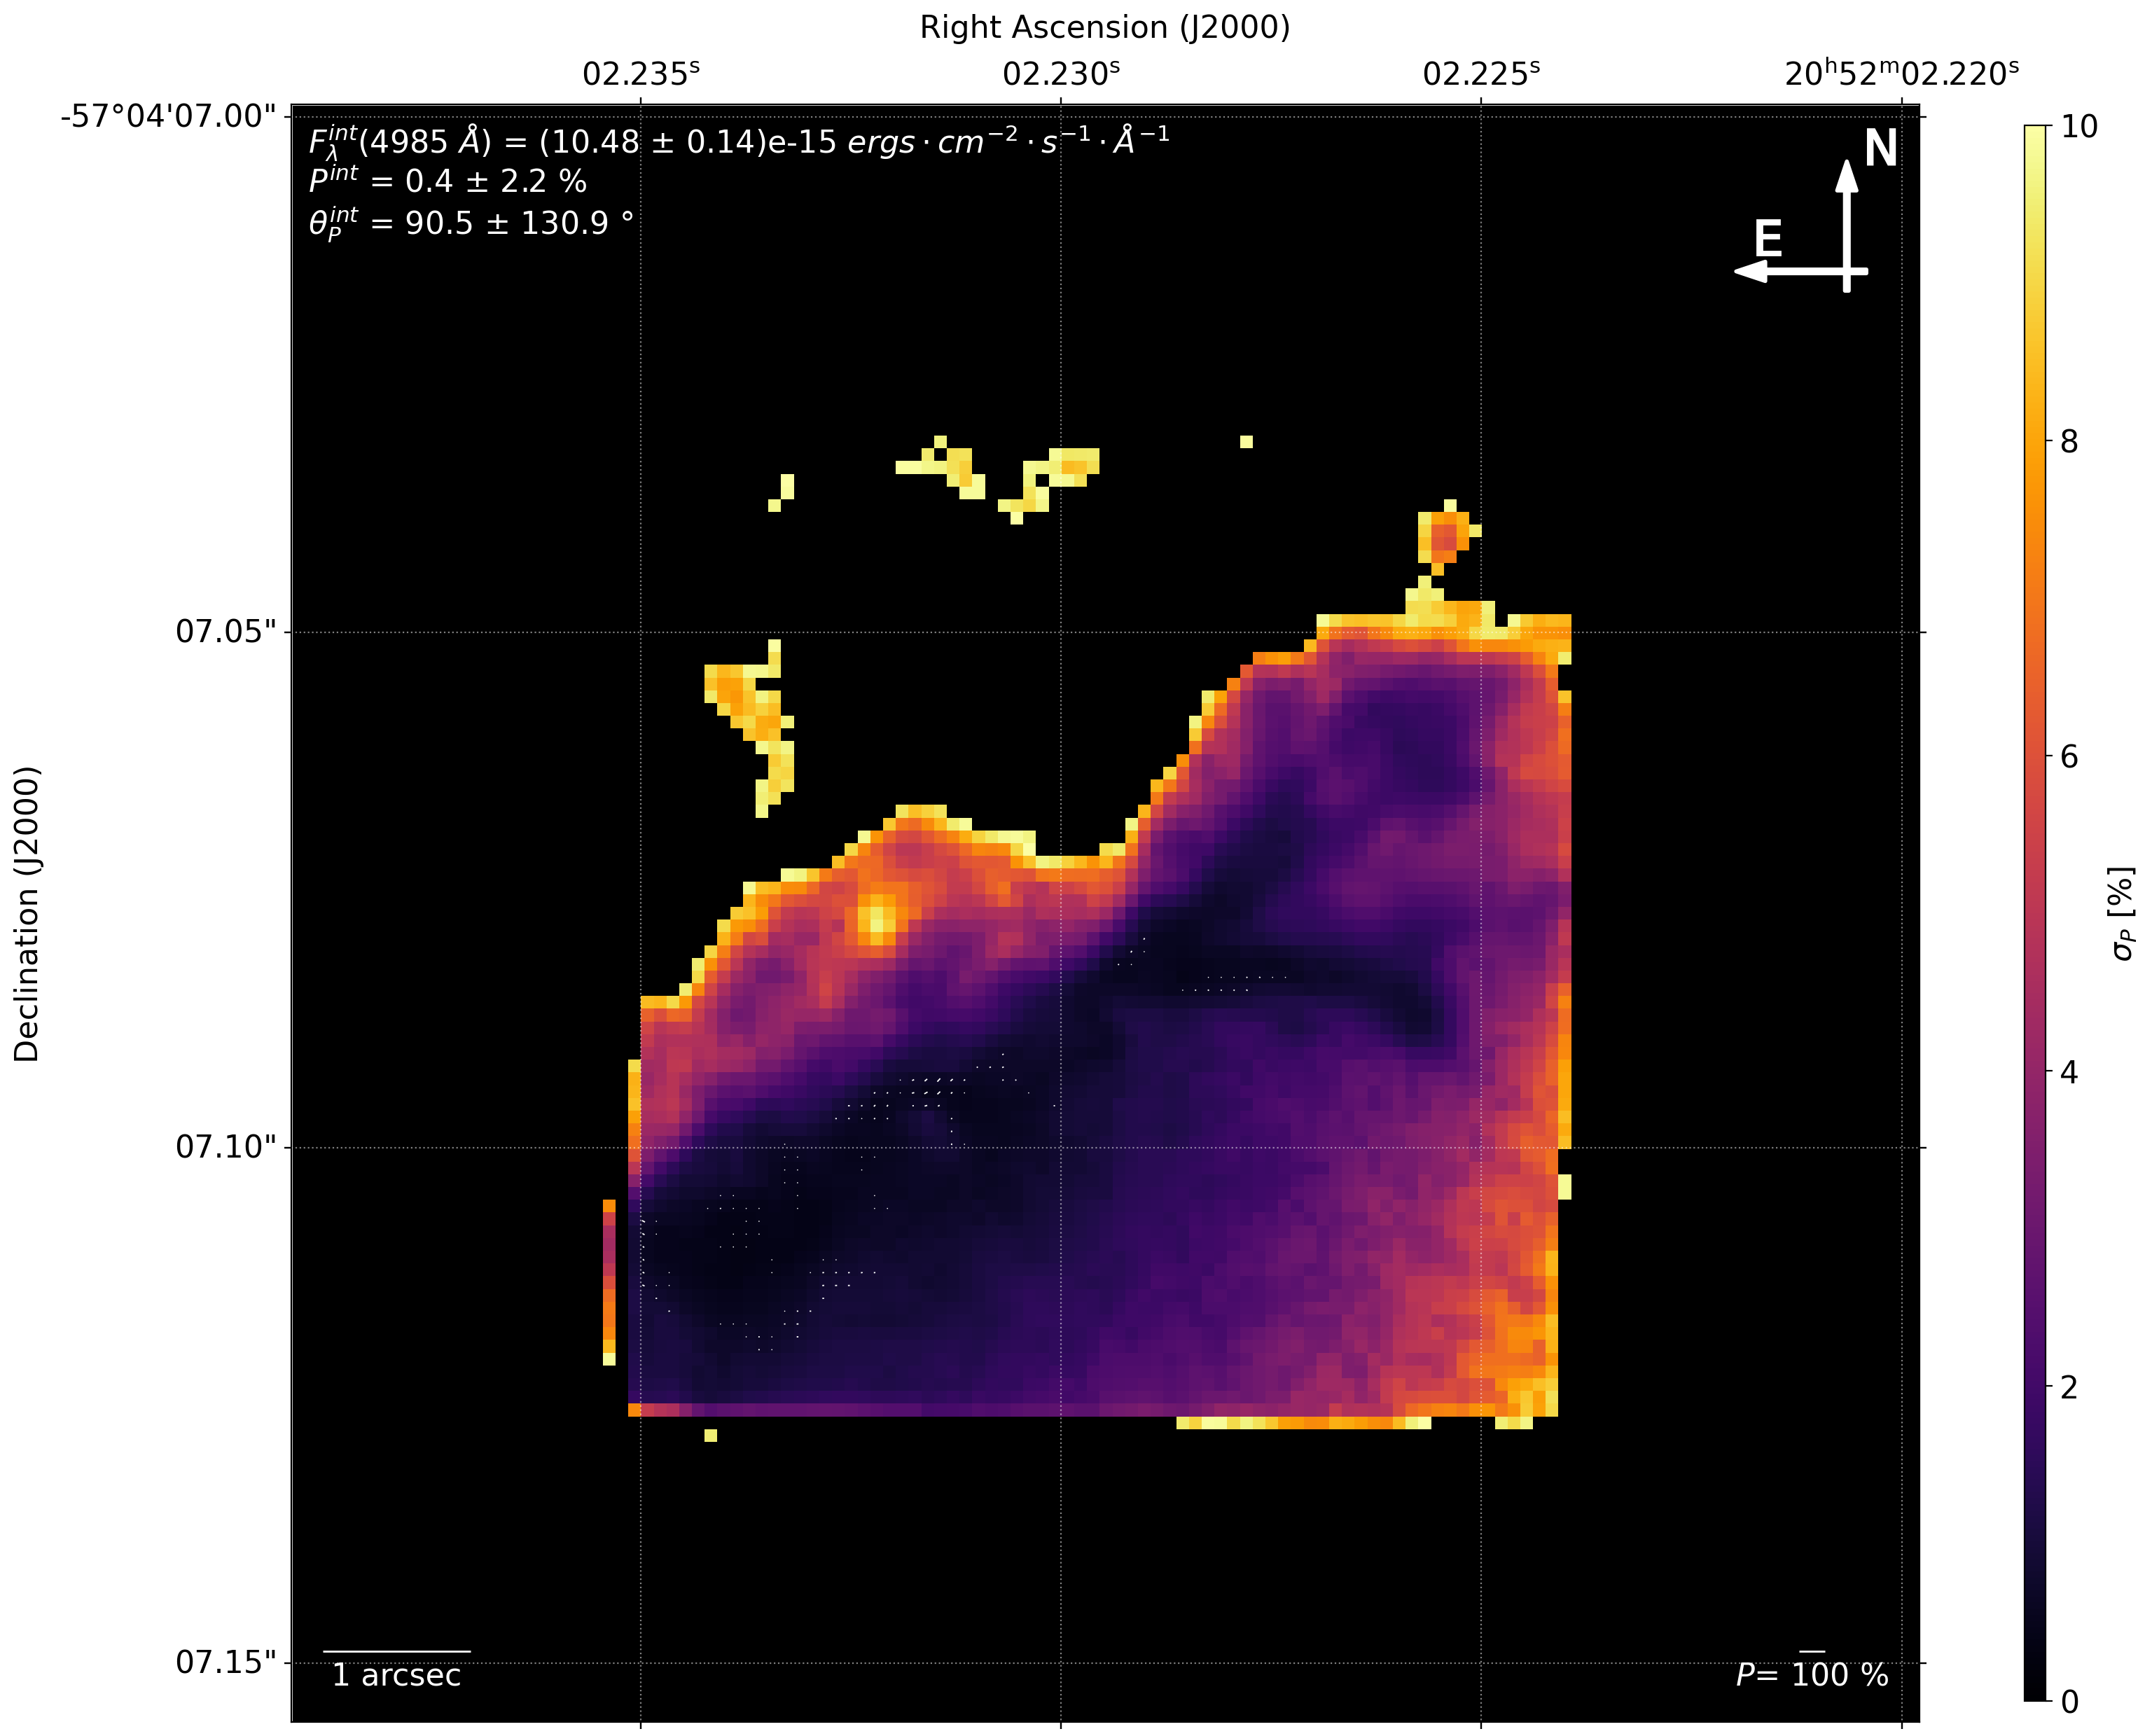 Right Ascension (J2000)
02.235ˢ 02.230ˢ 02.225ˢ 20ʰ52ᵐ02.220ˢ
-57°04'07.00"
F_λ^int(4985 Å) = (10.48 ± 0.14)e-15 ergs · cm⁻² · s⁻¹ · Å⁻¹
P^int = 0.4 ± 2.2 %
θ_P^int = 90.5 ± 130.9 °
N
E
07.05"
07.10"
07.15"
Declination (J2000)
1 arcsec
P= 100 %
10
8
6
4
2
0
σ_P [%]